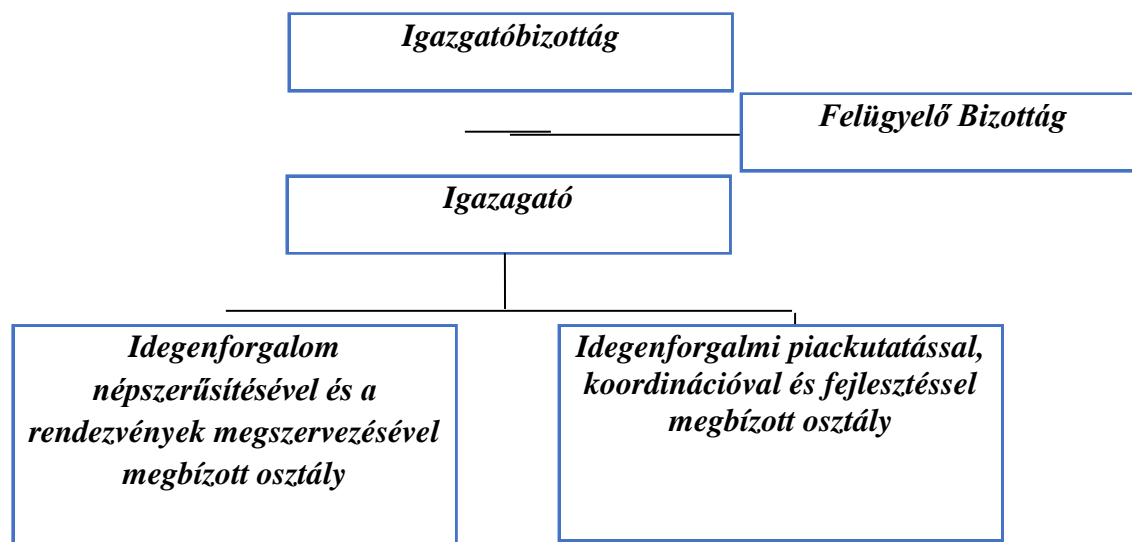 Igazgatóbizottág
Felügyelő Bizottág
Igazagató
Idegenforgalom
népszerűsítésével és a
rendezvények megszervezésével
megbízott osztály
Idegenforgalmi piackutatással,
koordinációval és fejlesztéssel
megbízott osztály